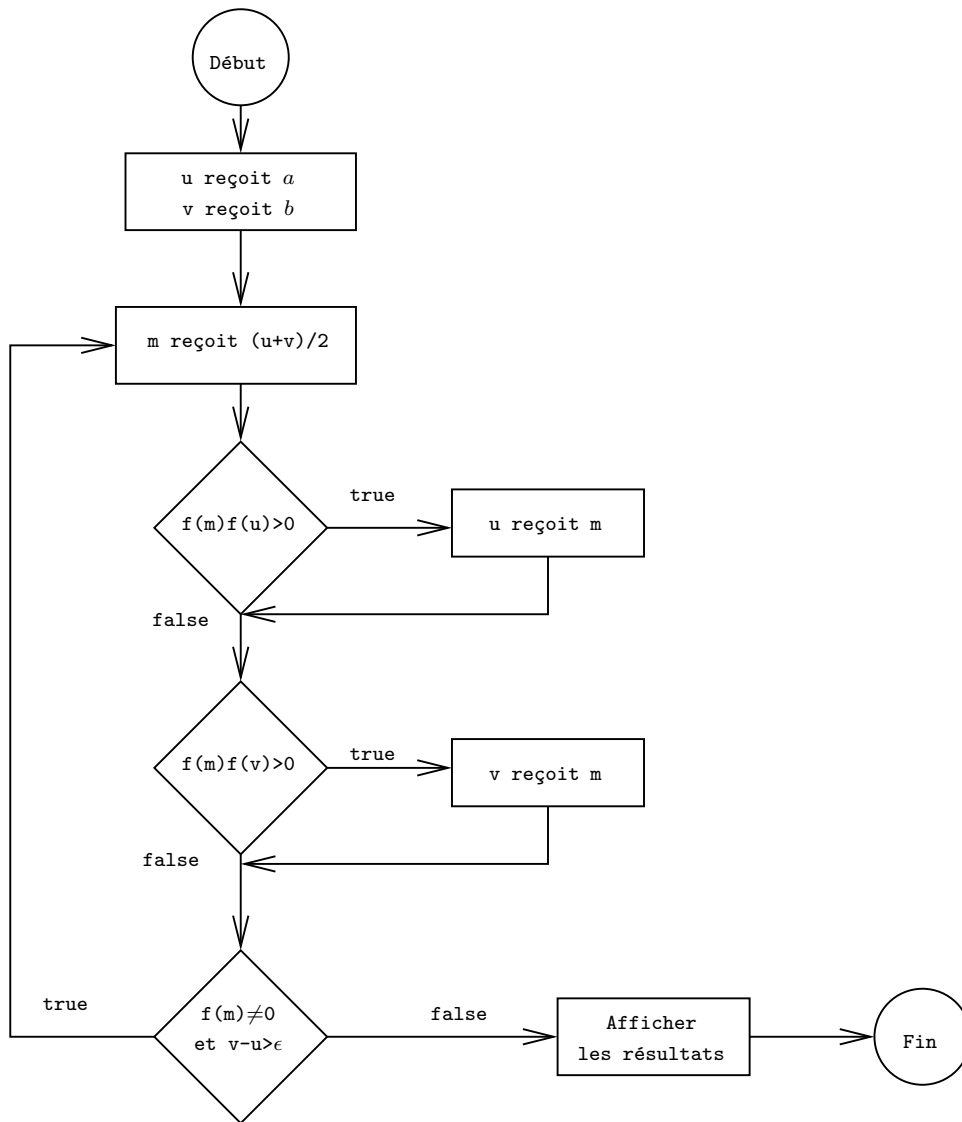 Début
u reçoit a
v reçoit b
m reçoit (u+v)/2
f(m)f(u)>0
true
u reçoit m
false
f(m)f(v)>0
true
v reçoit m
false
f(m)≠0
et v-u>ϵ
true
false
Afficher
les résultats
Fin